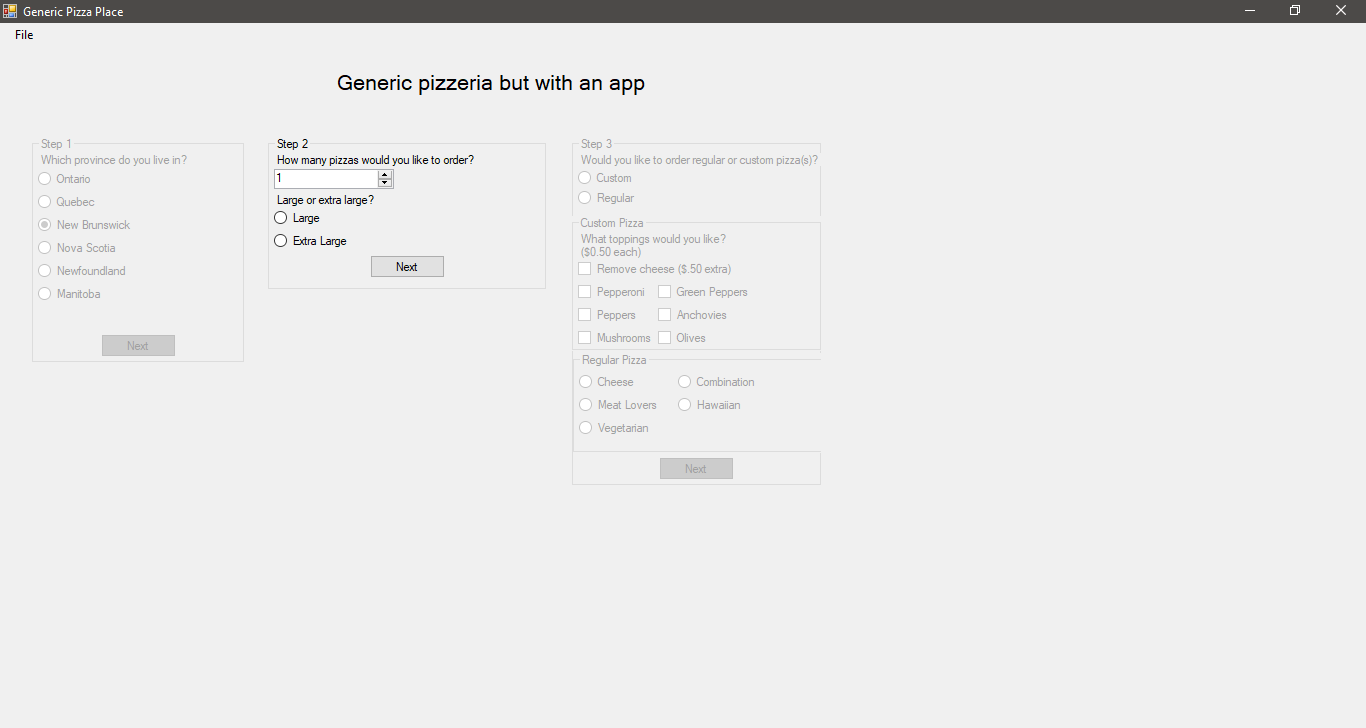 Generic Pizza Place
File
Generic pizzeria but with an app
Step 1
Which province do you live in?
Ontario
Quebec
New Brunswick
Nova Scotia
Newfoundland
Manitoba
Next
Step 2
How many pizzas would you like to order?
1
Large or extra large?
Large
Extra Large
Next
Step 3
Would you like to order regular or custom pizza(s)?
Custom
Regular
Custom Pizza
What toppings would you like?
($0.50 each)
Remove cheese ($.50 extra)
Pepperoni Green Peppers
Peppers Anchovies
Mushrooms Olives
Regular Pizza
Cheese Combination
Meat Lovers Hawaiian
Vegetarian
Next